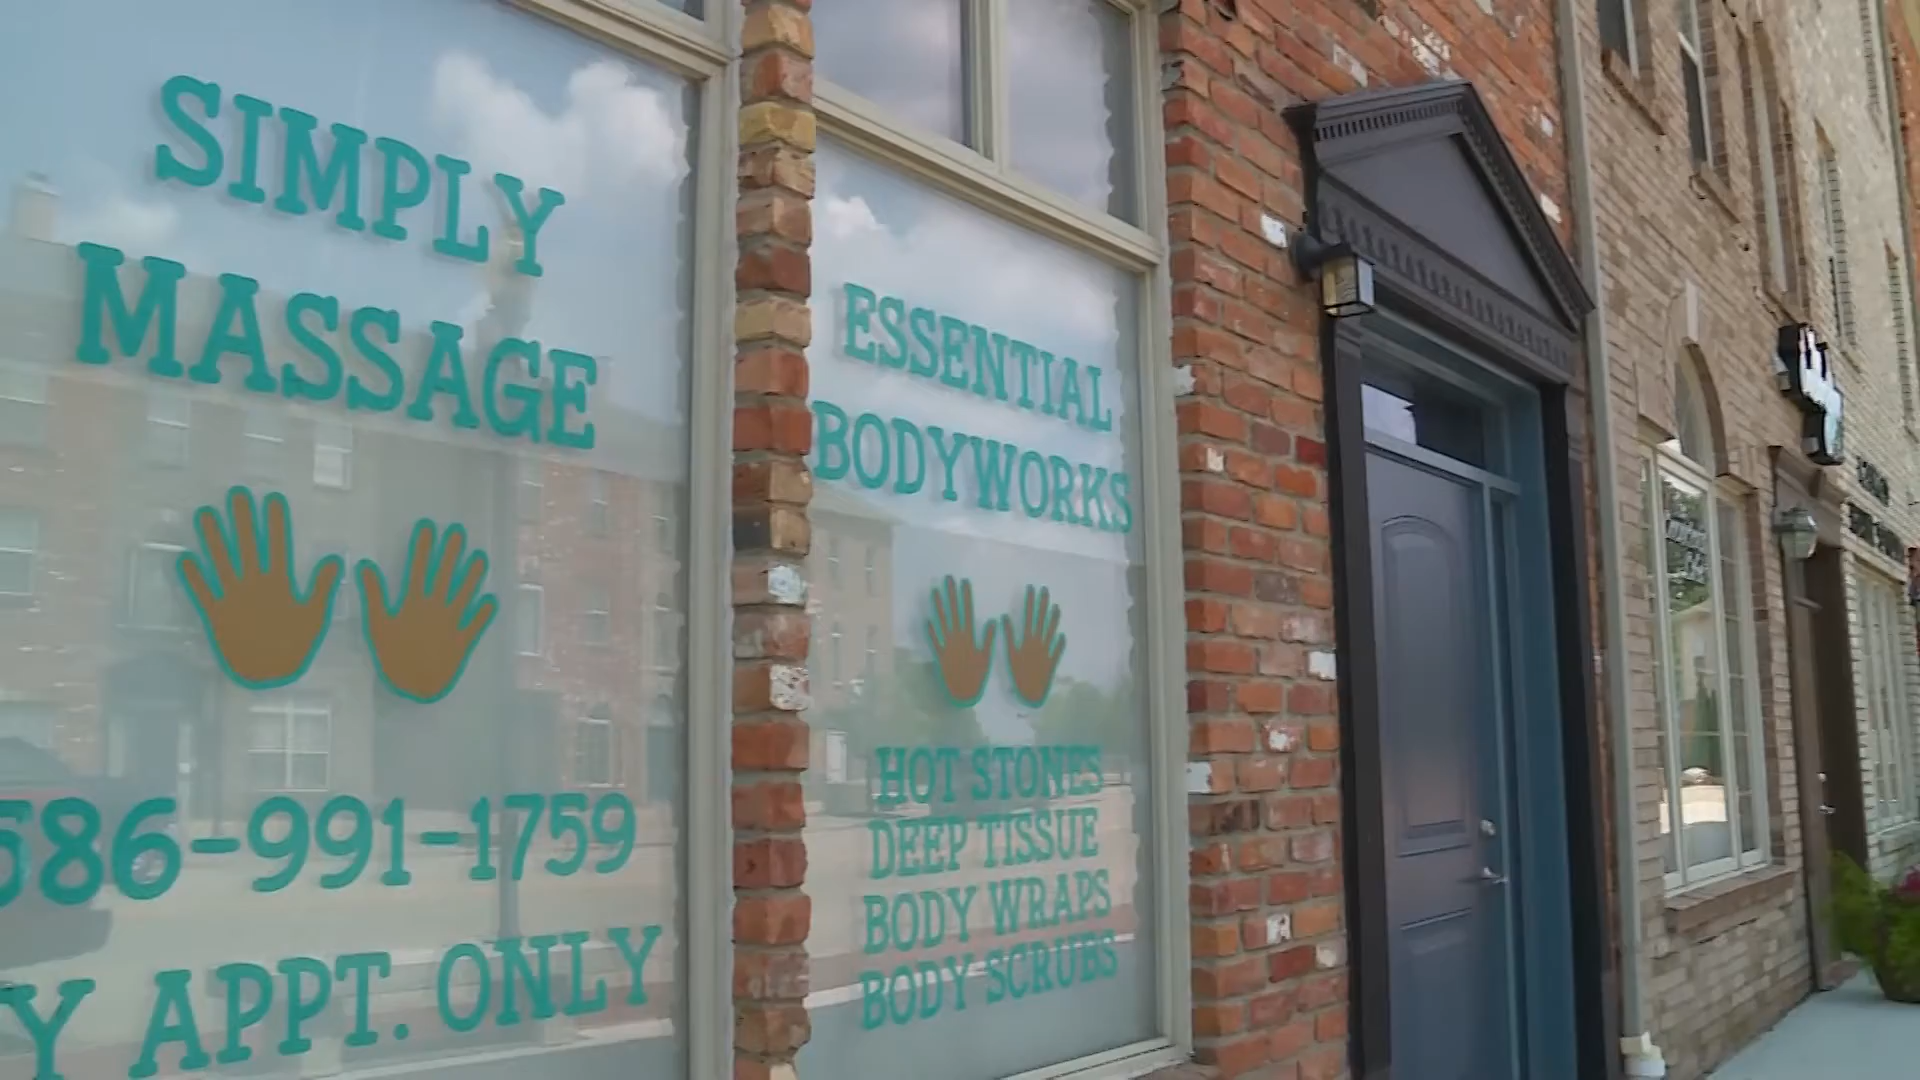 SIMPLY
MASSAGE
586-991-1759
Y APPT. ONLY
ESSENTIAL
BODYWORKS
HOT STONES
DEEP TISSUE
BODY WRAPS
BODY SCRUBS